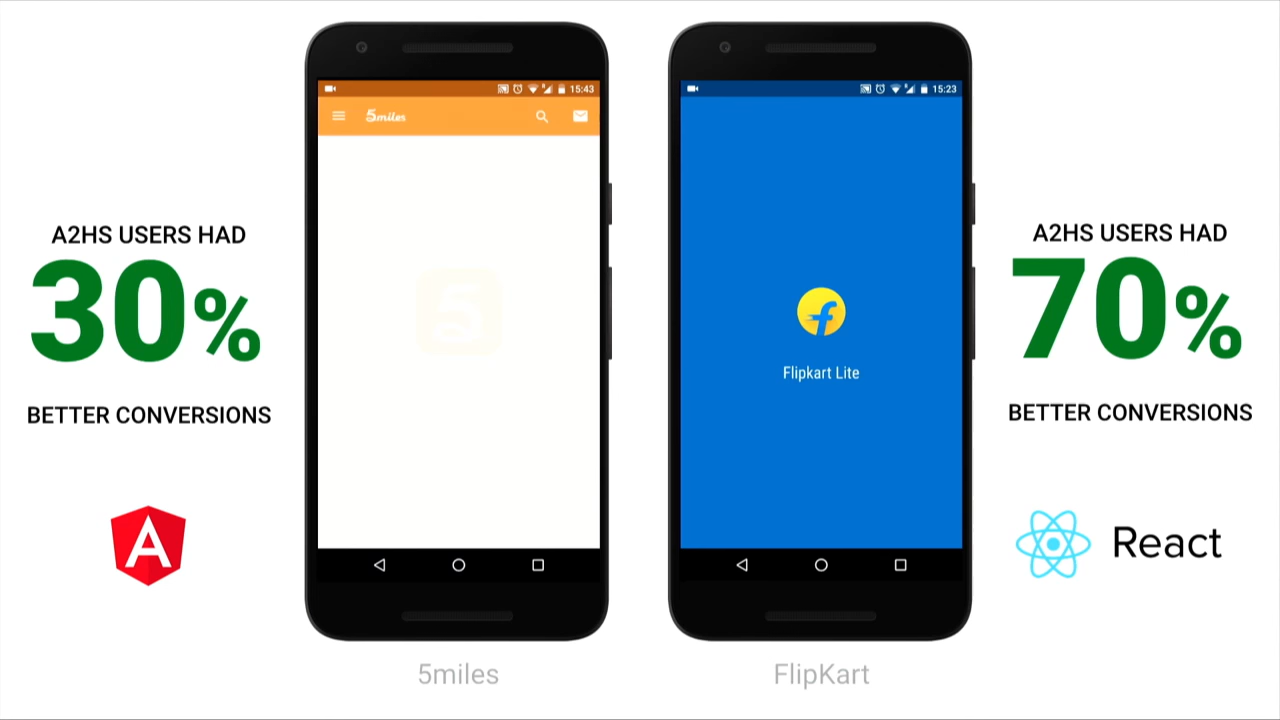 A2HS USERS HAD
30%
BETTER CONVERSIONS
A
15:43
5miles
5
5miles
15:23
f
Flipkart Lite
FlipKart
A2HS USERS HAD
70%
BETTER CONVERSIONS
React